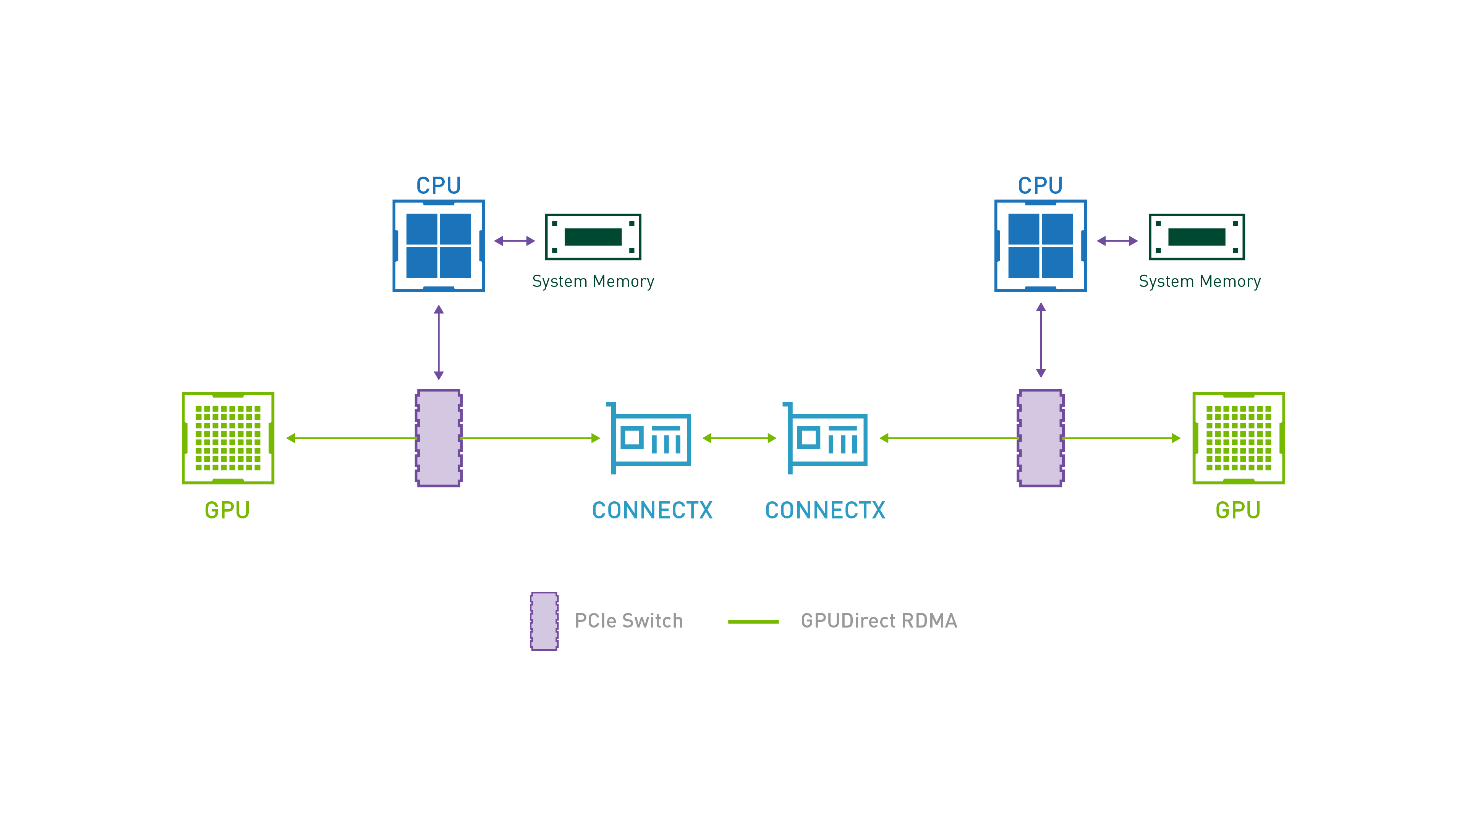 CPU
CPU
System Memory
System Memory
GPU
CONNECTX
CONNECTX
GPU
PCIe Switch
GPUDirect RDMA